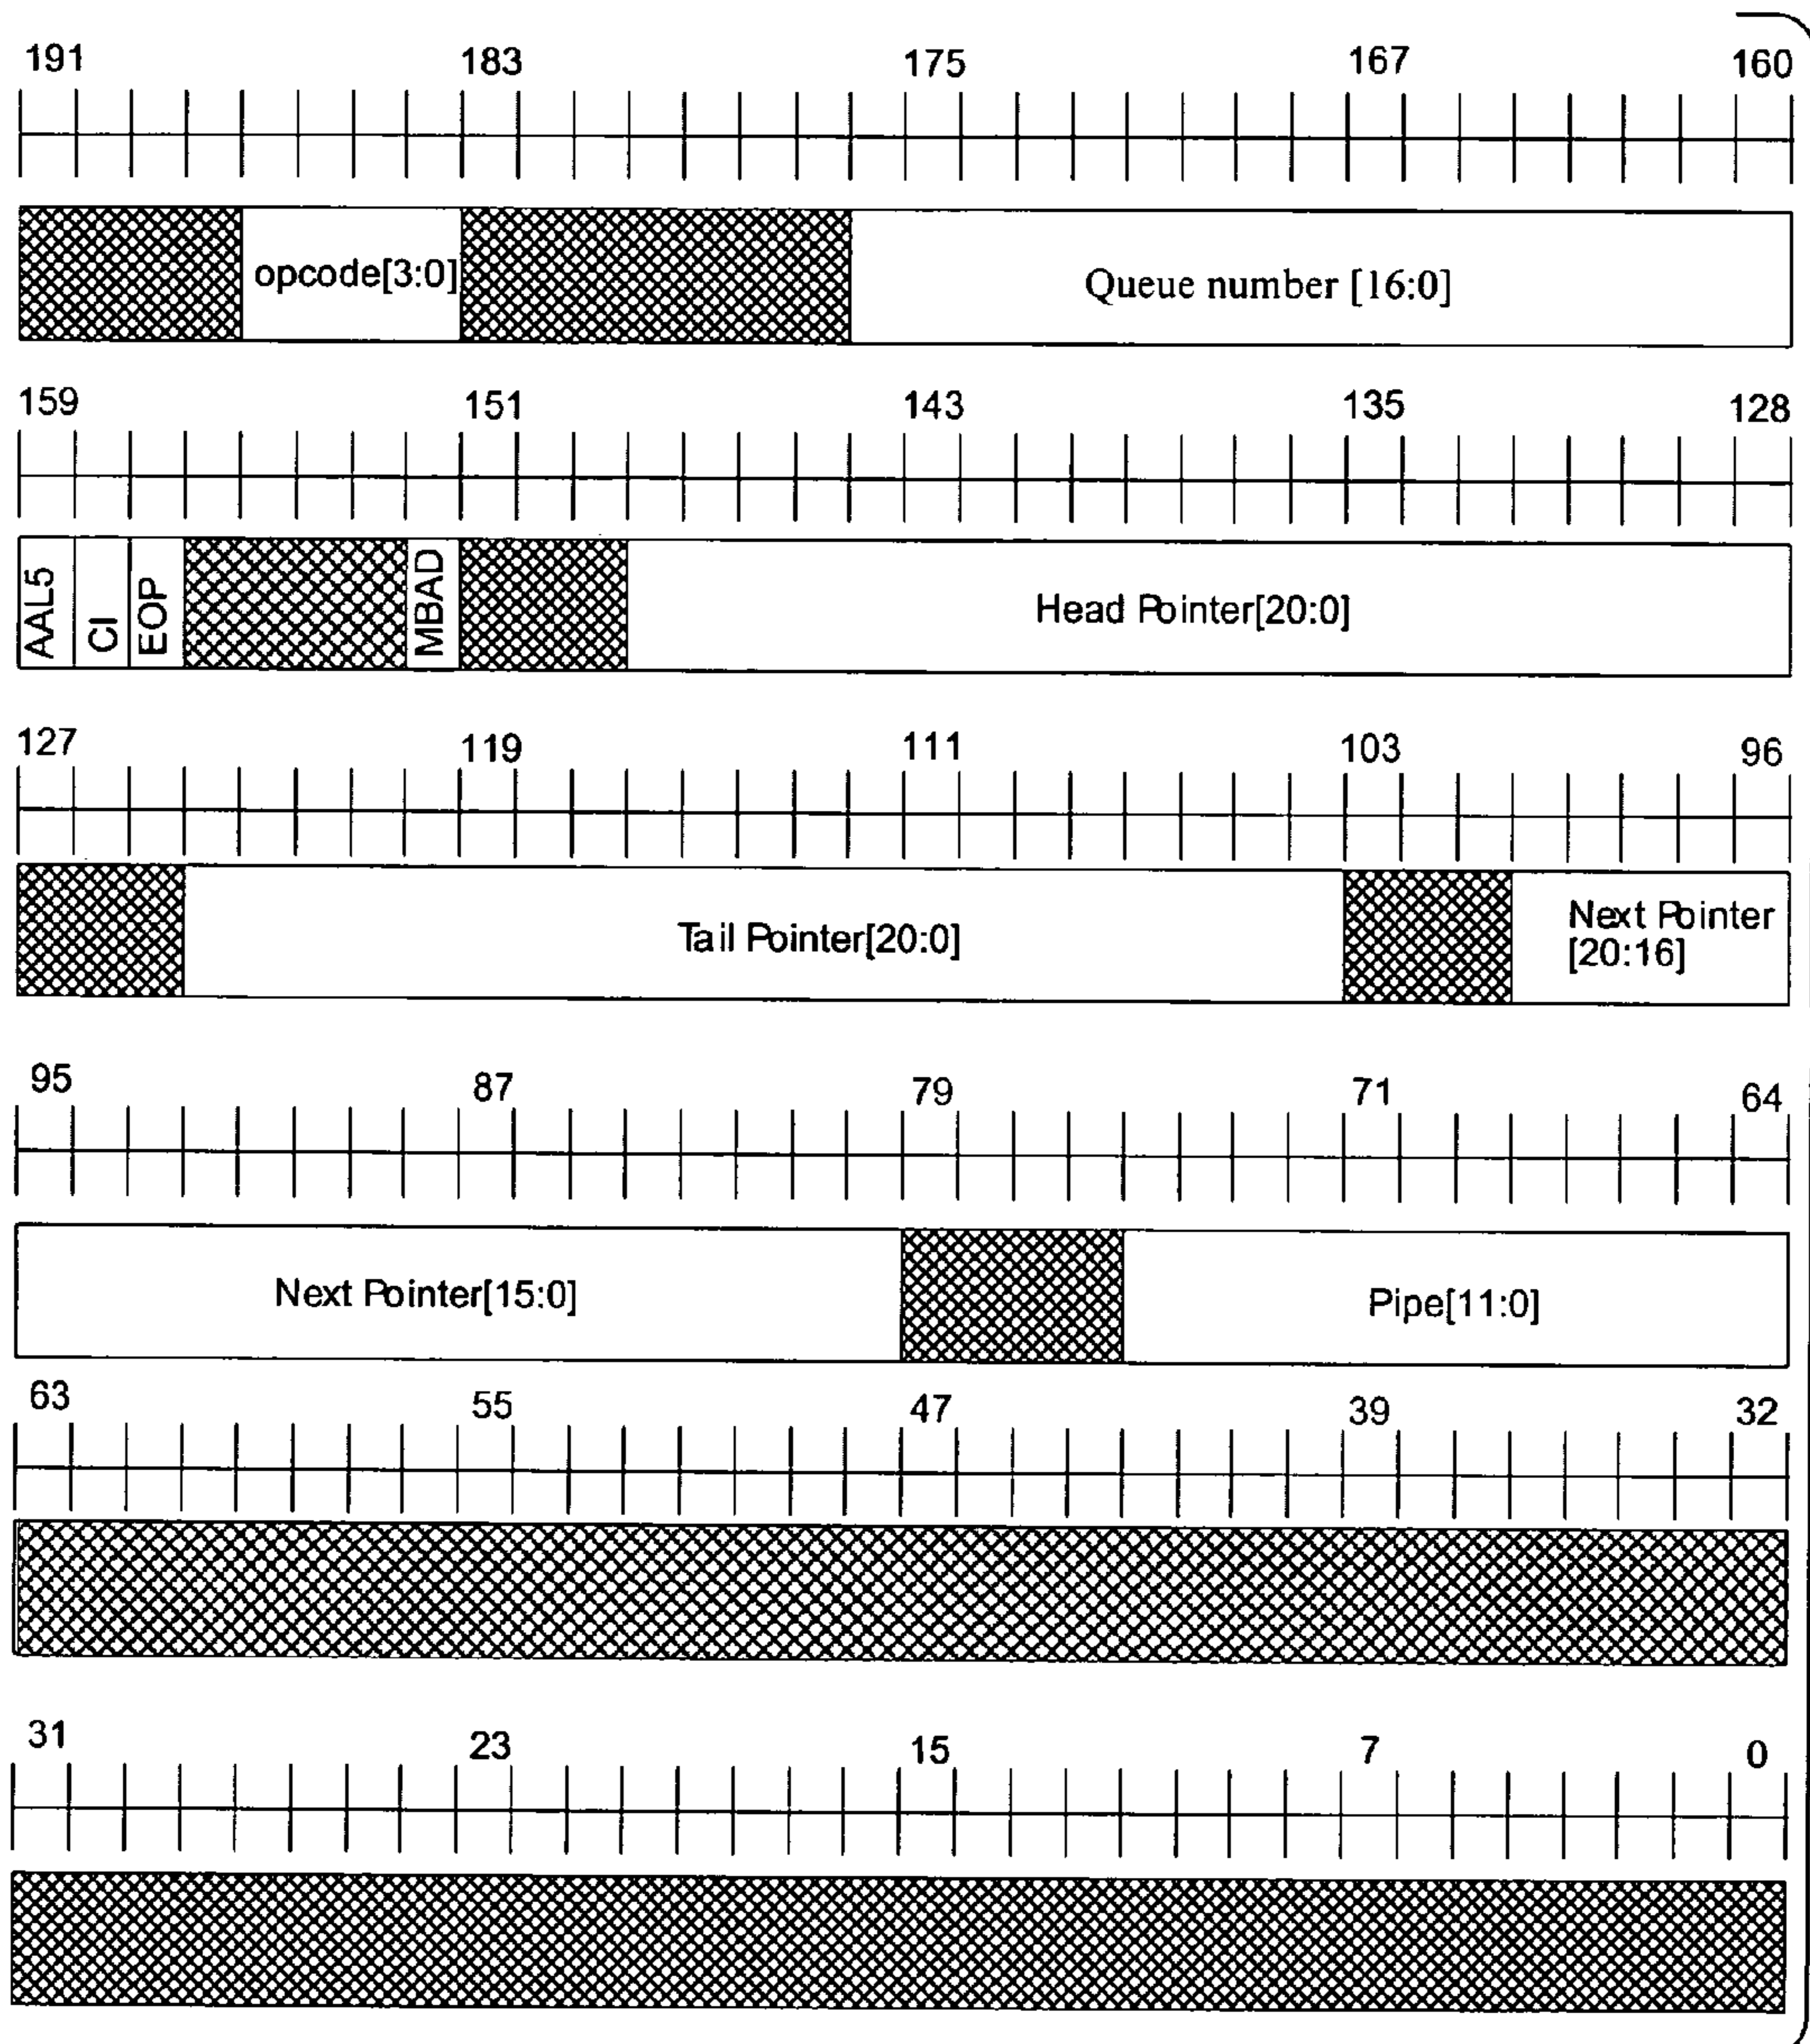 191 183 175 167 160
opcode[3:0] Queue number [16:0]
159 151 143 135 128
AAL5 CI EOP MBAD Head Pointer[20:0]
127 119 111 103 96
Tail Pointer[20:0] Next Pointer
[20:16]
95 87 79 71 64
Next Pointer[15:0] Pipe[11:0]
63 55 47 39 32
31 23 15 7 0